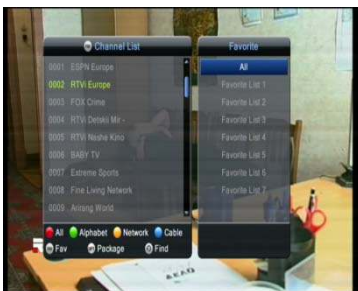 Channel List
Favorite
0001 ESPN Europe
All
0002 RTVi Europe
Favorite List 1
0003 FOX Crime
Favorite List 2
0004 RTVi Detskii Mir -
Favorite List 3
0005 RTVi Nashe Kino
Favorite List 4
0006 BABY TV
Favorite List 5
0007 Extreme Sports
Favorite List 6
0008 Fine Living Network
Favorite List 7
0009 Arirang World
All Alphabet Network Cable
Fav Package Find